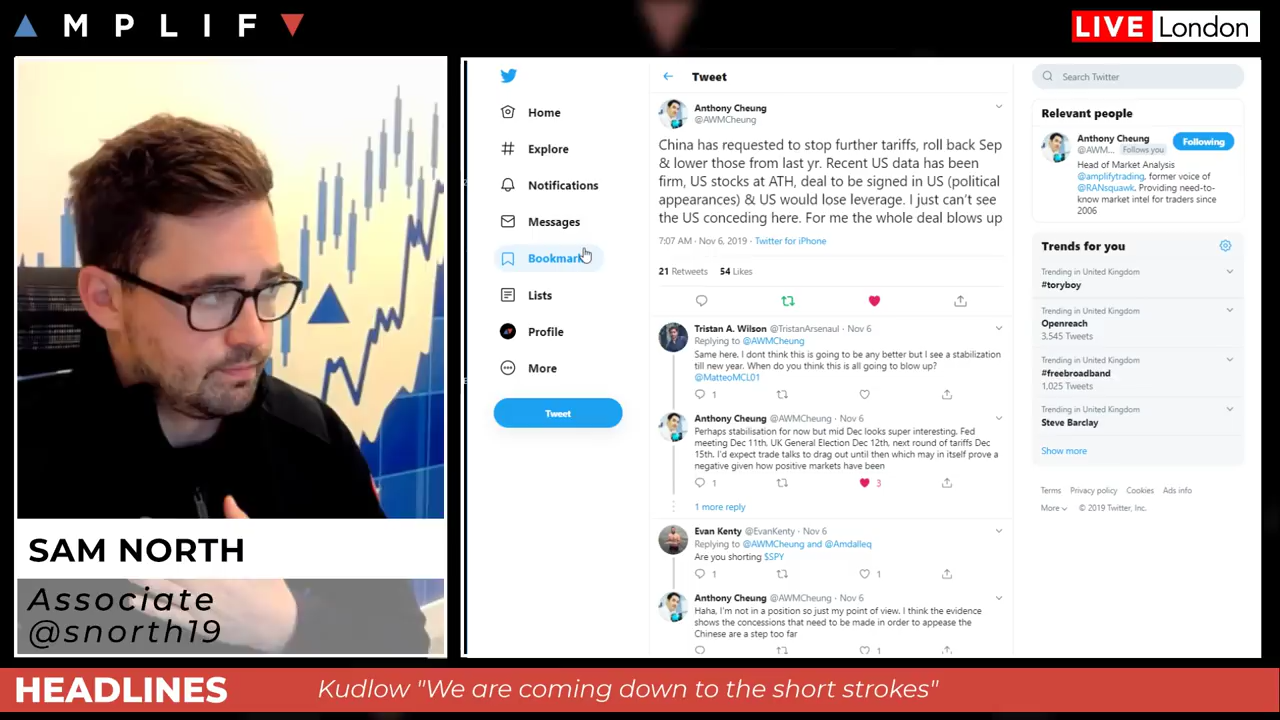 AMPLIFY
LIVE London
SAM NORTH
Associate
@snorth19
Home
Explore
Notifications
Messages
Bookmark
Lists
Profile
More
Tweet
Tweet
Anthony Cheung
@AWMCheung
China has requested to stop further tariffs, roll back Sep
& lower those from last yr. Recent US data has been
firm, US stocks at ATH, deal to be signed in US (political
appearances) & US would lose leverage. I just can't see
the US conceding here. For me the whole deal blows up
7:07 AM · Nov 6, 2019 · Twitter for iPhone
21 Retweets 54 Likes
Tristan A. Wilson @TristanArsenaul · Nov 6
Replying to @AWMCheung
Same here. I dont think this is going to be any better but I see a stabilization
till new year. When do you think this is all going to blow up?
@MatteoMCL01
1
Anthony Cheung @AWMCheung · Nov 6
Perhaps stabilisation for now but mid Dec looks super interesting. Fed
meeting Dec 11th, UK General Election Dec 12th, next round of tariffs Dec
15th. I'd expect trade talks to drag out until then which may in itself prove a
negative given how positive markets have been
1 3
1 more reply
Evan Kenty @EvanKenty · Nov 6
Replying to @AWMCheung and @Amdalleq
Are you shorting $SPY
1 1
Anthony Cheung @AWMCheung · Nov 6
Haha, I'm not in a position so just my point of view. I think the evidence
shows the concessions that need to be made in order to appease the
Chinese are a step too far
1
Search Twitter
Relevant people
Anthony Cheung
@AWM... Follows you
Following
Head of Market Analysis
@amplifytrading, former voice of
@RANsquawk. Providing need-to-
know market intel for traders since
2006
Trends for you
Trending in United Kingdom
#toryboy
Trending in United Kingdom
Openreach
3,545 Tweets
Trending in United Kingdom
#freebroadband
1,025 Tweets
Trending in United Kingdom
Steve Barclay
Show more
Terms Privacy policy Cookies Ads info
More © 2019 Twitter, Inc.
HEADLINES Kudlow "We are coming down to the short strokes"